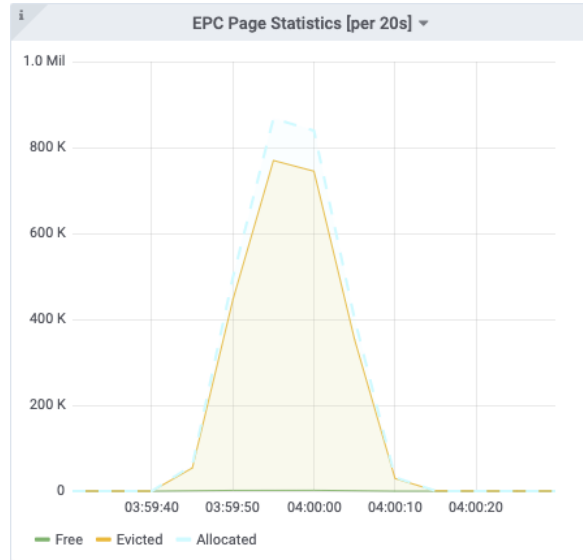 i
EPC Page Statistics [per 20s]
1.0 Mil
800 K
600 K
400 K
200 K
0
03:59:40 03:59:50 04:00:00 04:00:10 04:00:20
Free Evicted Allocated